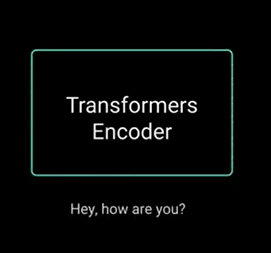 Transformers
Encoder
Hey, how are you?